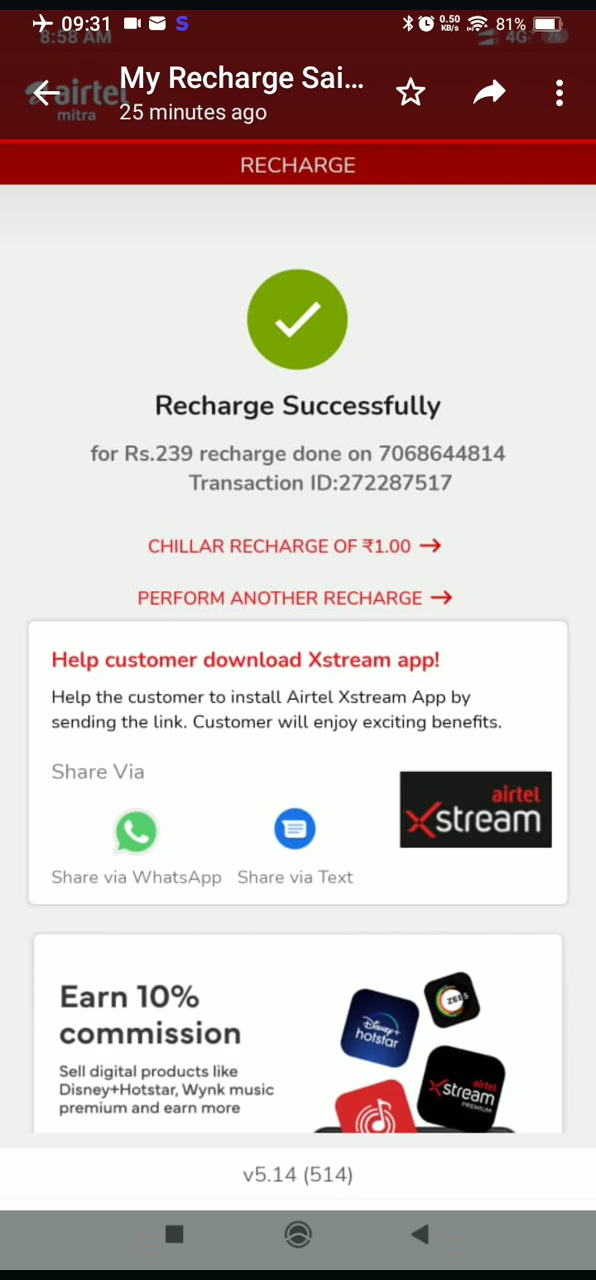 09:31 S 0.50 KB/s 81%
8:58 AM 4G 76
My Recharge Sai...
airtel
mitra
25 minutes ago
RECHARGE
Recharge Successfully
for Rs.239 recharge done on 7068644814
Transaction ID:272287517
CHILLAR RECHARGE OF ₹1.00 →
PERFORM ANOTHER RECHARGE →
Help customer download Xstream app!
Help the customer to install Airtel Xstream App by
sending the link. Customer will enjoy exciting benefits.
Share Via
airtel
Xstream
Share via WhatsApp Share via Text
Earn 10%
commission
Sell digital products like
Disney+Hotstar, Wynk music
premium and earn more
ZEE5
Disney+
hotstar
airtel
Xstream
PREMIUM
v5.14 (514)